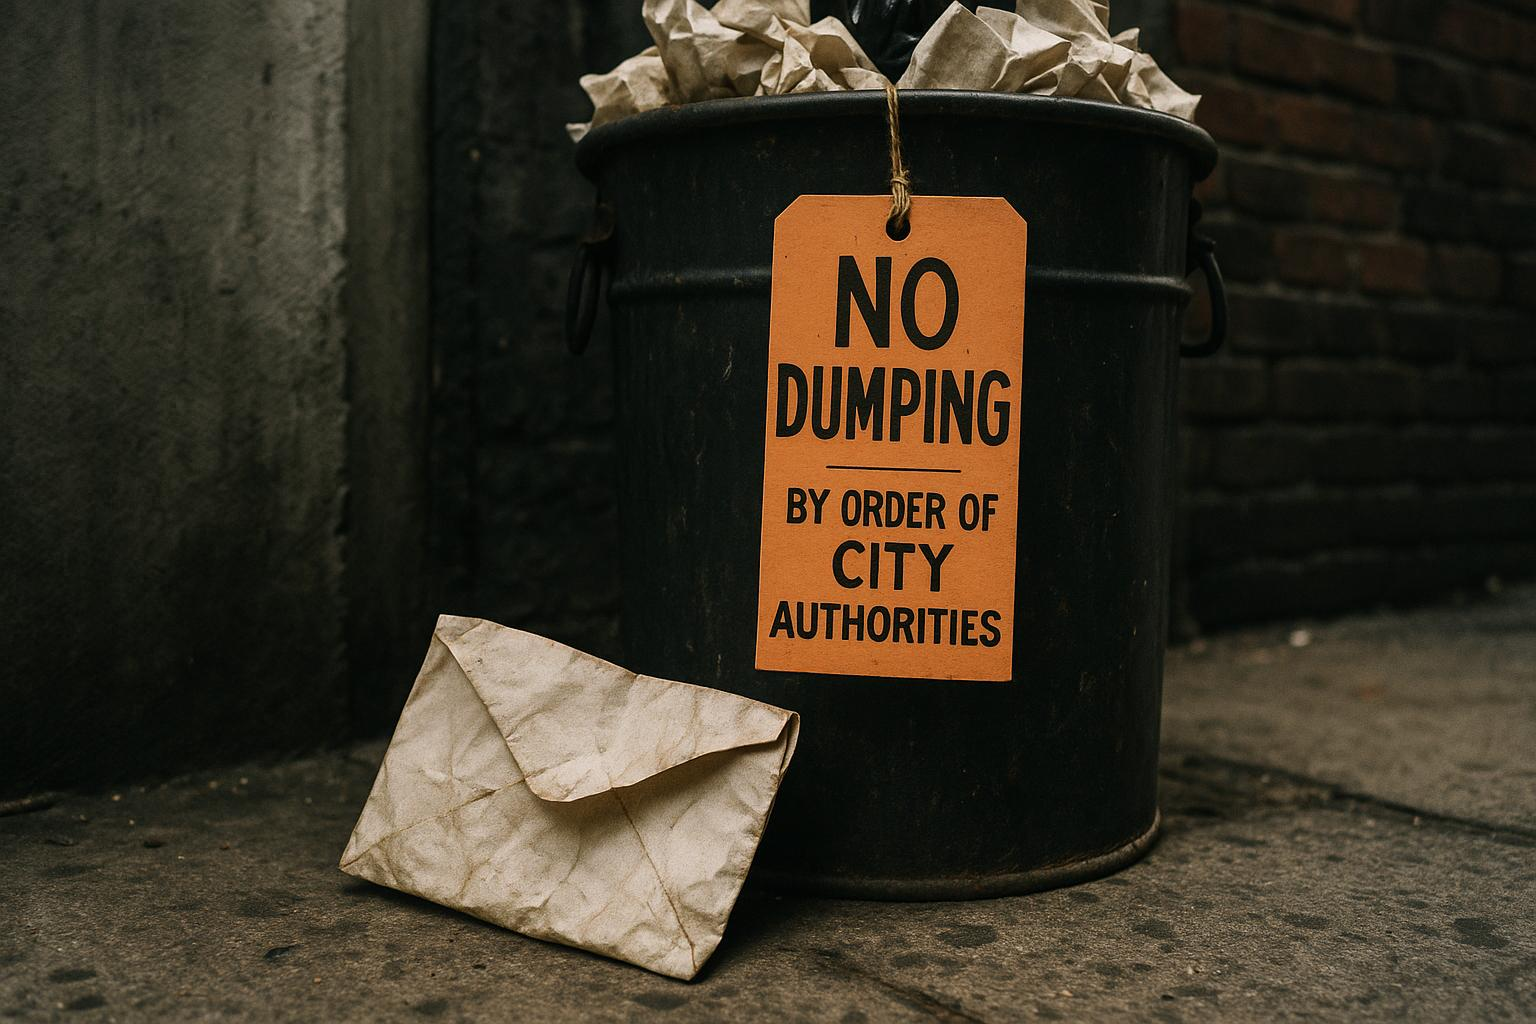 NO
DUMPING
BY ORDER OF
CITY
AUTHORITIES